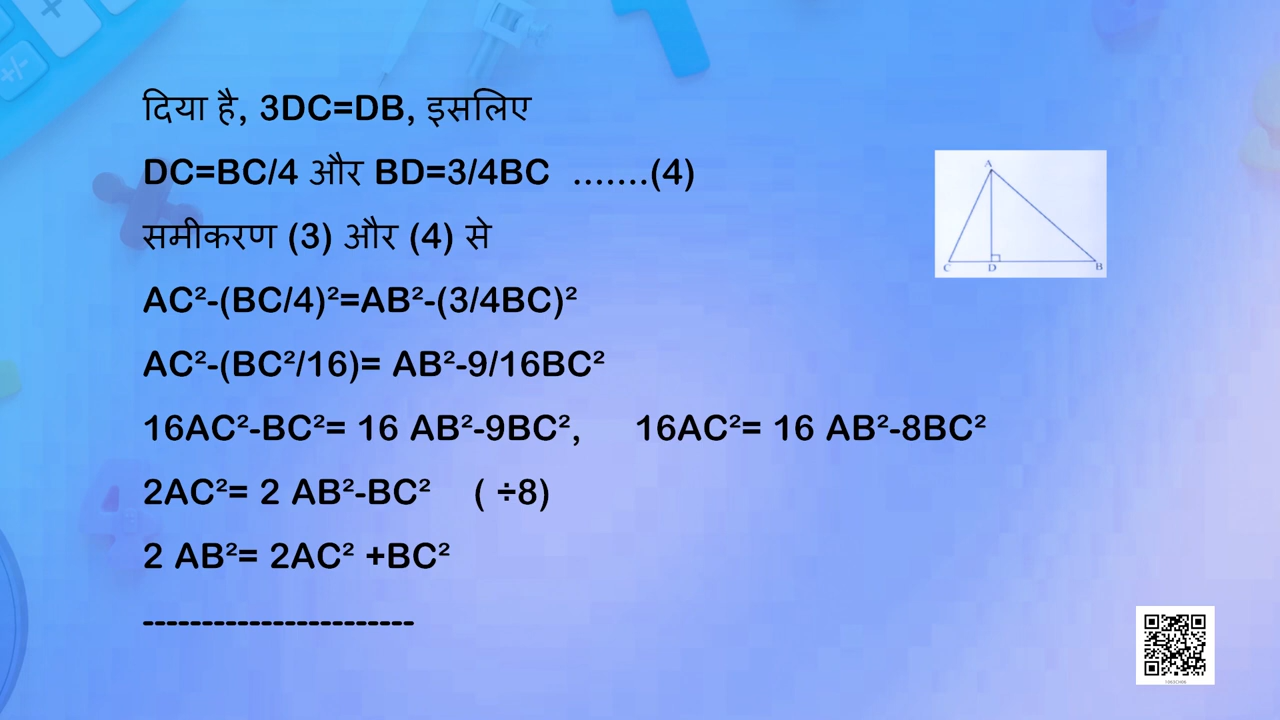 दिया है, 3DC=DB, इसलिए
DC=BC/4 और BD=3/4BC .......(4)
समीकरण (3) और (4) से
AC²-(BC/4)²=AB²-(3/4BC)²
AC²-(BC²/16)= AB²-9/16BC²
16AC²-BC²= 16 AB²-9BC², 16AC²= 16 AB²-8BC²
2AC²= 2 AB²-BC² ( ÷8)
2 AB²= 2AC² +BC²
-----------------------
A
C D B